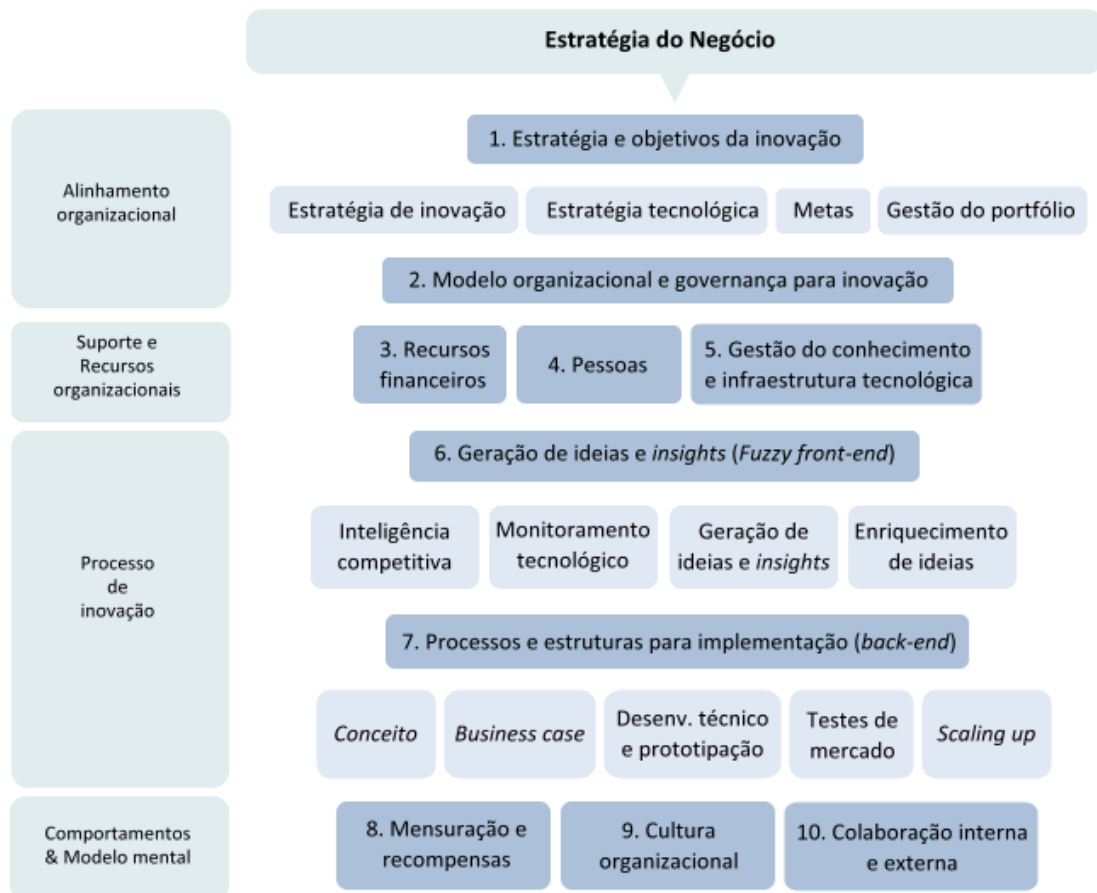 Estratégia do Negócio
Alinhamento
organizacional
1. Estratégia e objetivos da inovação
Estratégia de inovação
Estratégia tecnológica
Metas
Gestão do portfólio
2. Modelo organizacional e governança para inovação
Suporte e
Recursos
organizacionais
3. Recursos
financeiros
4. Pessoas
5. Gestão do conhecimento
e infraestrutura tecnológica
Processo
de
inovação
6. Geração de ideias e insights (Fuzzy front-end)
Inteligência
competitiva
Monitoramento
tecnológico
Geração de
ideias e insights
Enriquecimento
de ideias
7. Processos e estruturas para implementação (back-end)
Conceito
Business case
Desenv. técnico
e prototipação
Testes de
mercado
Scaling up
Comportamentos
& Modelo mental
8. Mensuração e
recompensas
9. Cultura
organizacional
10. Colaboração interna
e externa